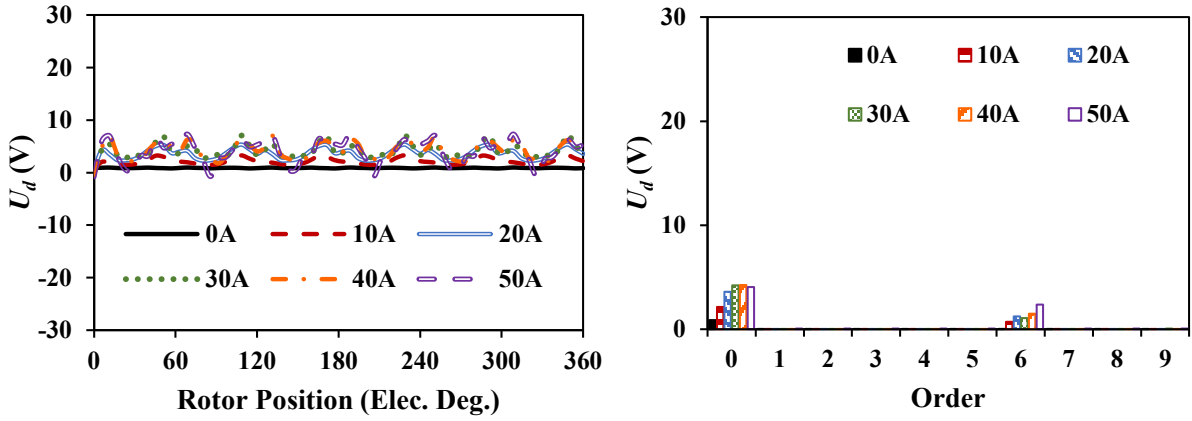 30
20
10
0
-10
-20
-30
U_d (V)
0A 10A 20A
30A 40A 50A
0 60 120 180 240 300 360
Rotor Position (Elec. Deg.)
30
20
10
0
U_d (V)
0A 10A 20A
30A 40A 50A
0 1 2 3 4 5 6 7 8 9
Order